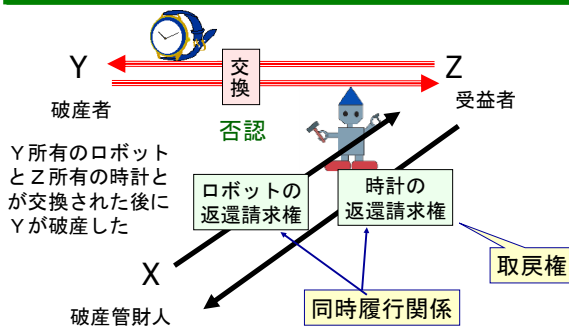 Y
破産者
交換
否認
Z
受益者
Y所有のロボット
とZ所有の時計と
が交換された後に
Yが破産した
ロボットの
返還請求権
時計の
返還請求権
取戻権
X
破産管財人
同時履行関係